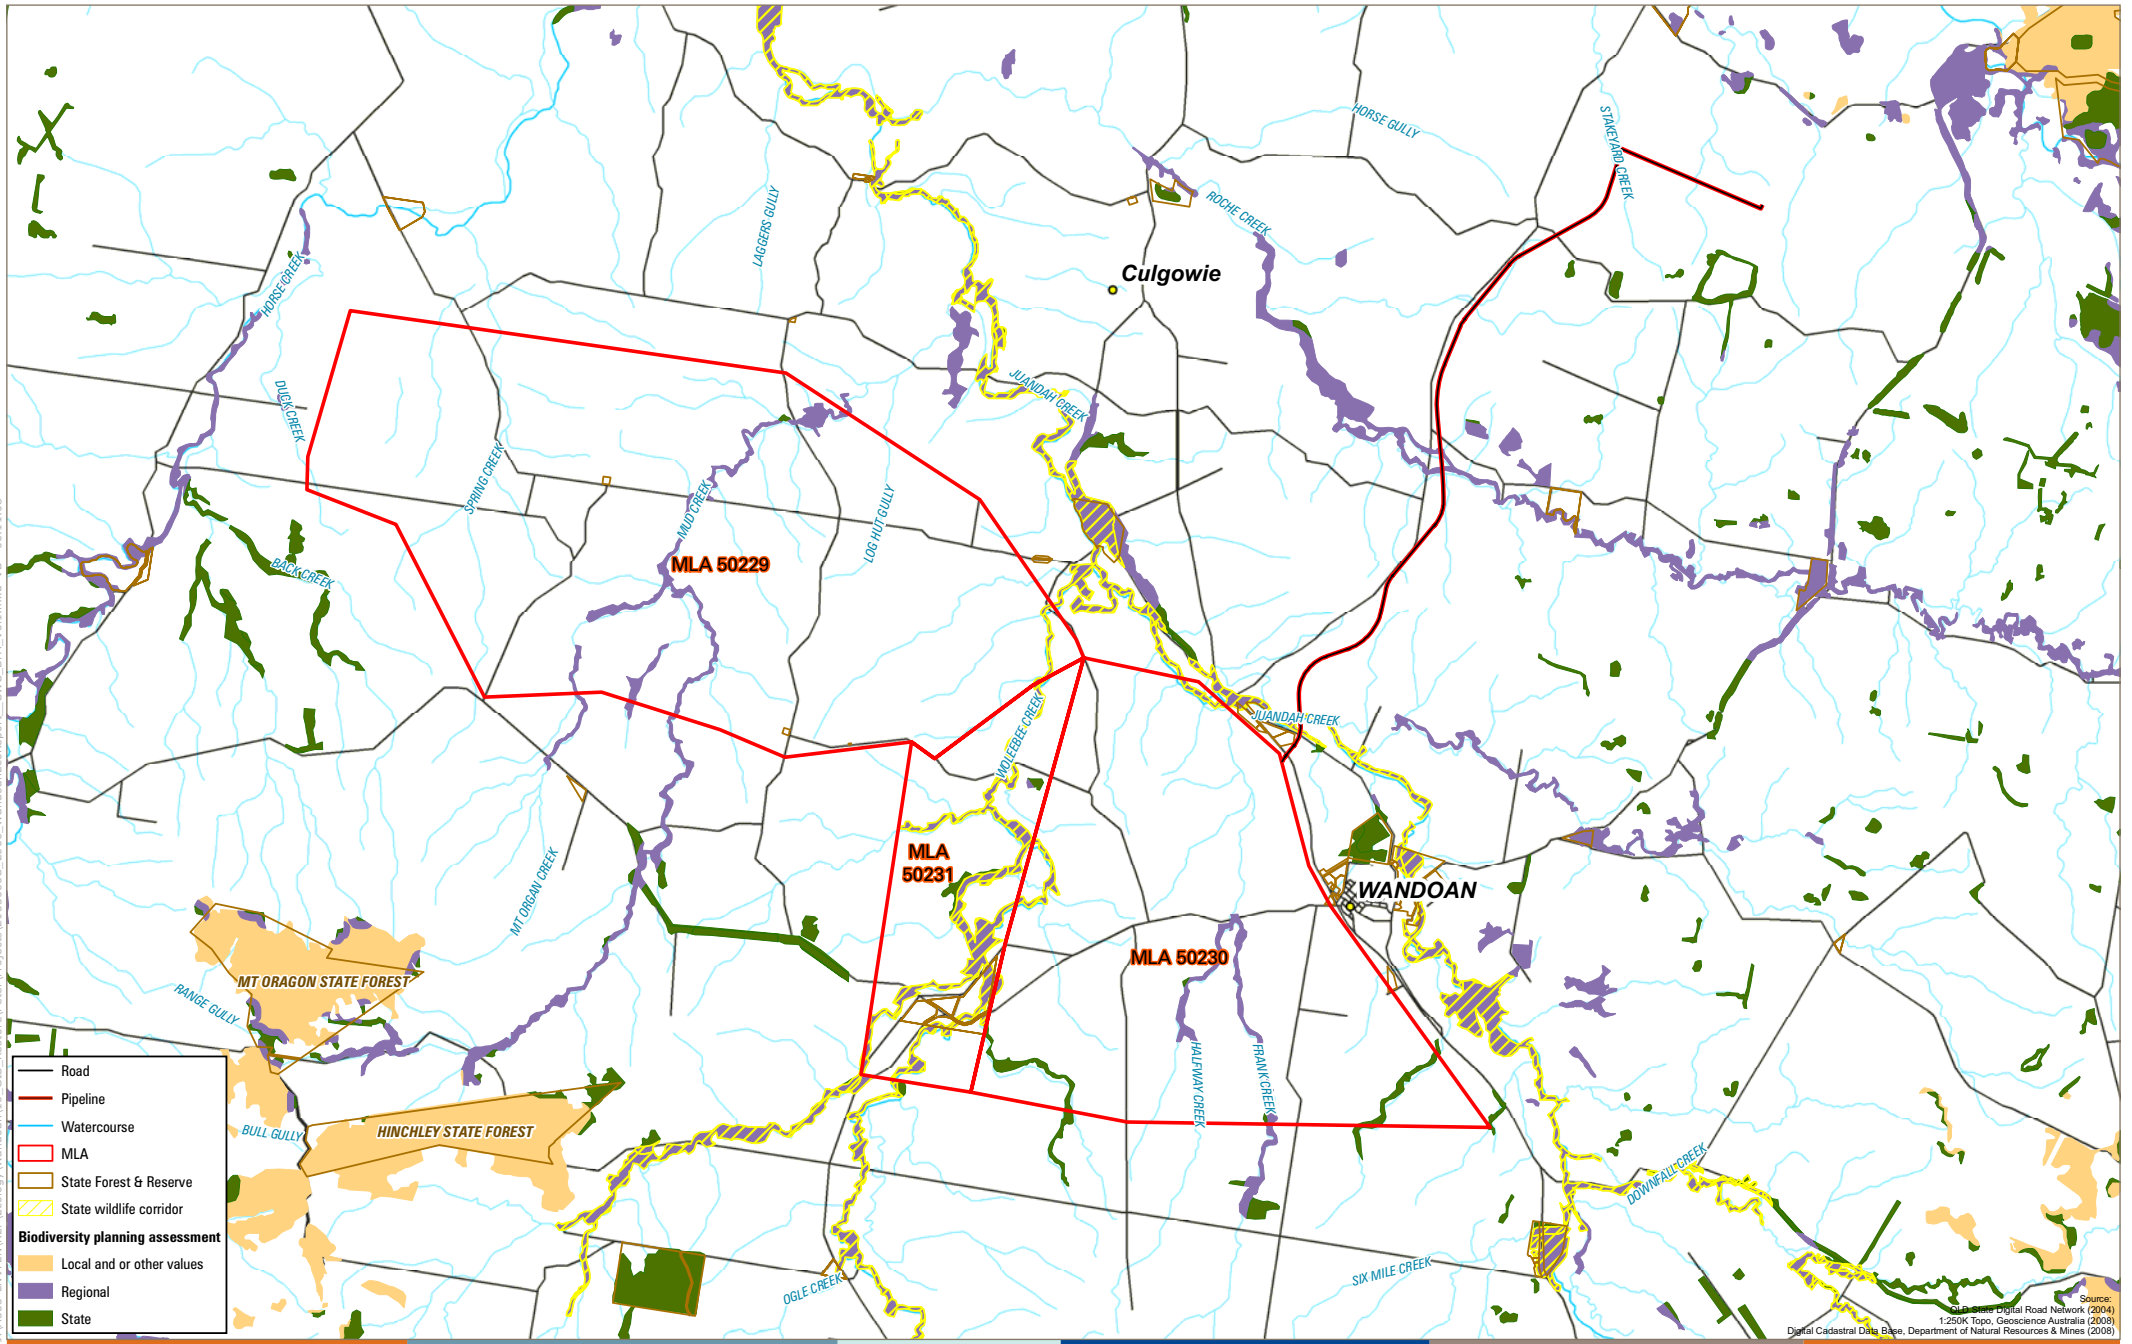 HORSE GULLY
STAKEYARD CREEK
LAGGERS GULLY
ROCHE CREEK
Culgowie
HORSE CREEK
DUCK CREEK
JUANDAH CREEK
SPRING CREEK
MUD CREEK
LOG HUT GULLY
BACK CREEK
MLA 50229
WOLEEBEE CREEK
JUANDAH CREEK
MLA
50231
MT ORGAN CREEK
WANDOAN
MLA 50230
MT ORAGON STATE FOREST
RANGE GULLY
HALFWAY CREEK
FRANK CREEK
BULL GULLY
HINCHLEY STATE FOREST
DOWNFALL CREEK
OGLE CREEK
SIX MILE CREEK
Road
Pipeline
Watercourse
MLA
State Forest & Reserve
State wildlife corridor
Biodiversity planning assessment
Local and or other values
Regional
State
Source:
QLD State Digital Road Network (2004)
1:250K Topo, Geoscience Australia (2008)
Digital Cadastral Data Base, Department of Natural Resources & Mines (2008)